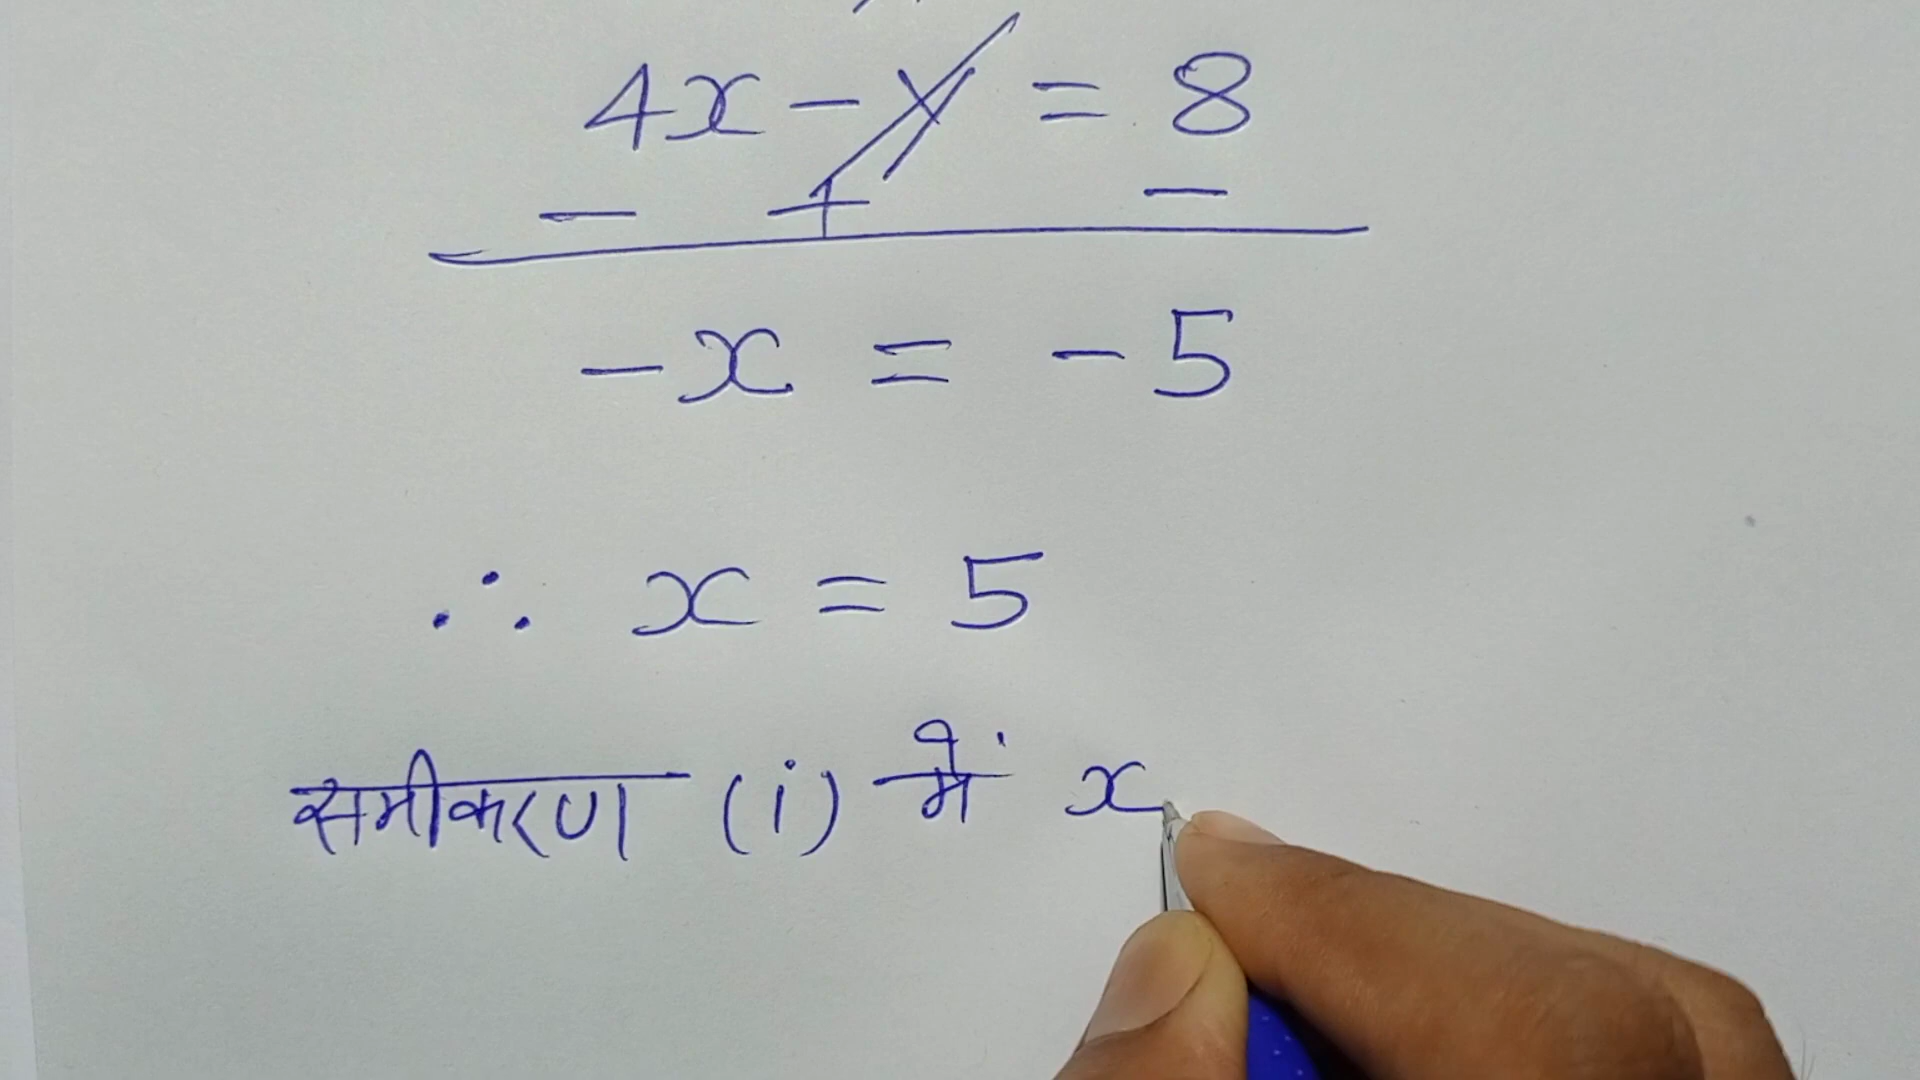 4x - y = 8
- + -
-x = -5
∴ x = 5
समीकरण (i) में x